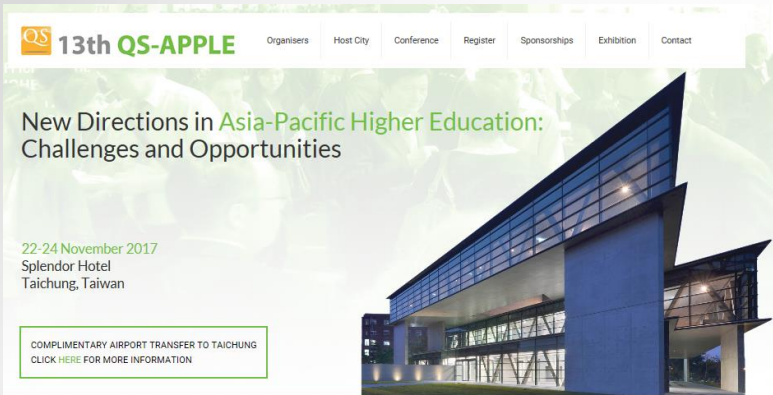 QS 13th QS-APPLE
Organisers Host City Conference Register Sponsorships Exhibition Contact
New Directions in Asia-Pacific Higher Education:
Challenges and Opportunities
22-24 November 2017
Splendor Hotel
Taichung, Taiwan
COMPLIMENTARY AIRPORT TRANSFER TO TAICHUNG
CLICK HERE FOR MORE INFORMATION